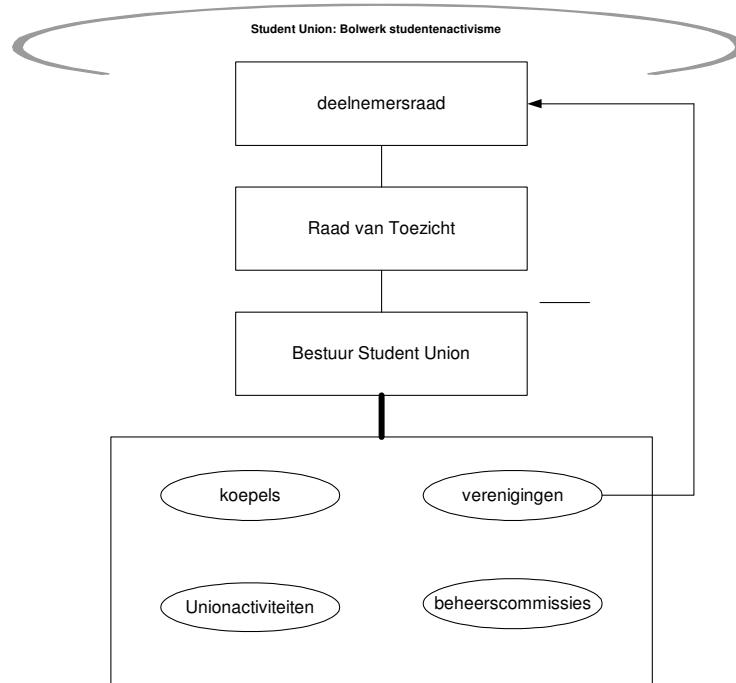 Student Union: Bolwerk studentenactivisme
deelnemersraad
Raad van Toezicht
Bestuur Student Union
koepels
verenigingen
Unionactiviteiten
beheerscommissies